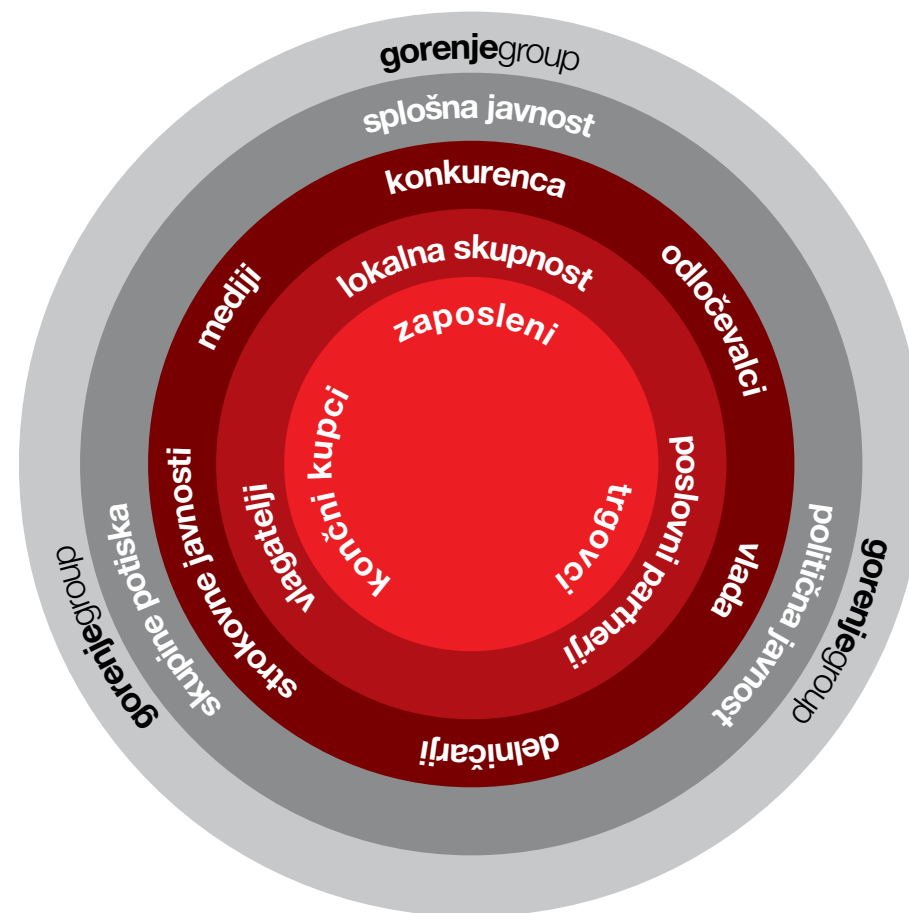 gorenjegroup
splošna javnost
konkurenca
lokalna skupnost
zaposleni
mediji
odločevalci
končni kupci
trgovci
vlagatelji
poslovni partnerji
strokovne javnosti
vlada
delničarji
skupine potiska
politična javnost
gorenjegroup
gorenjegroup